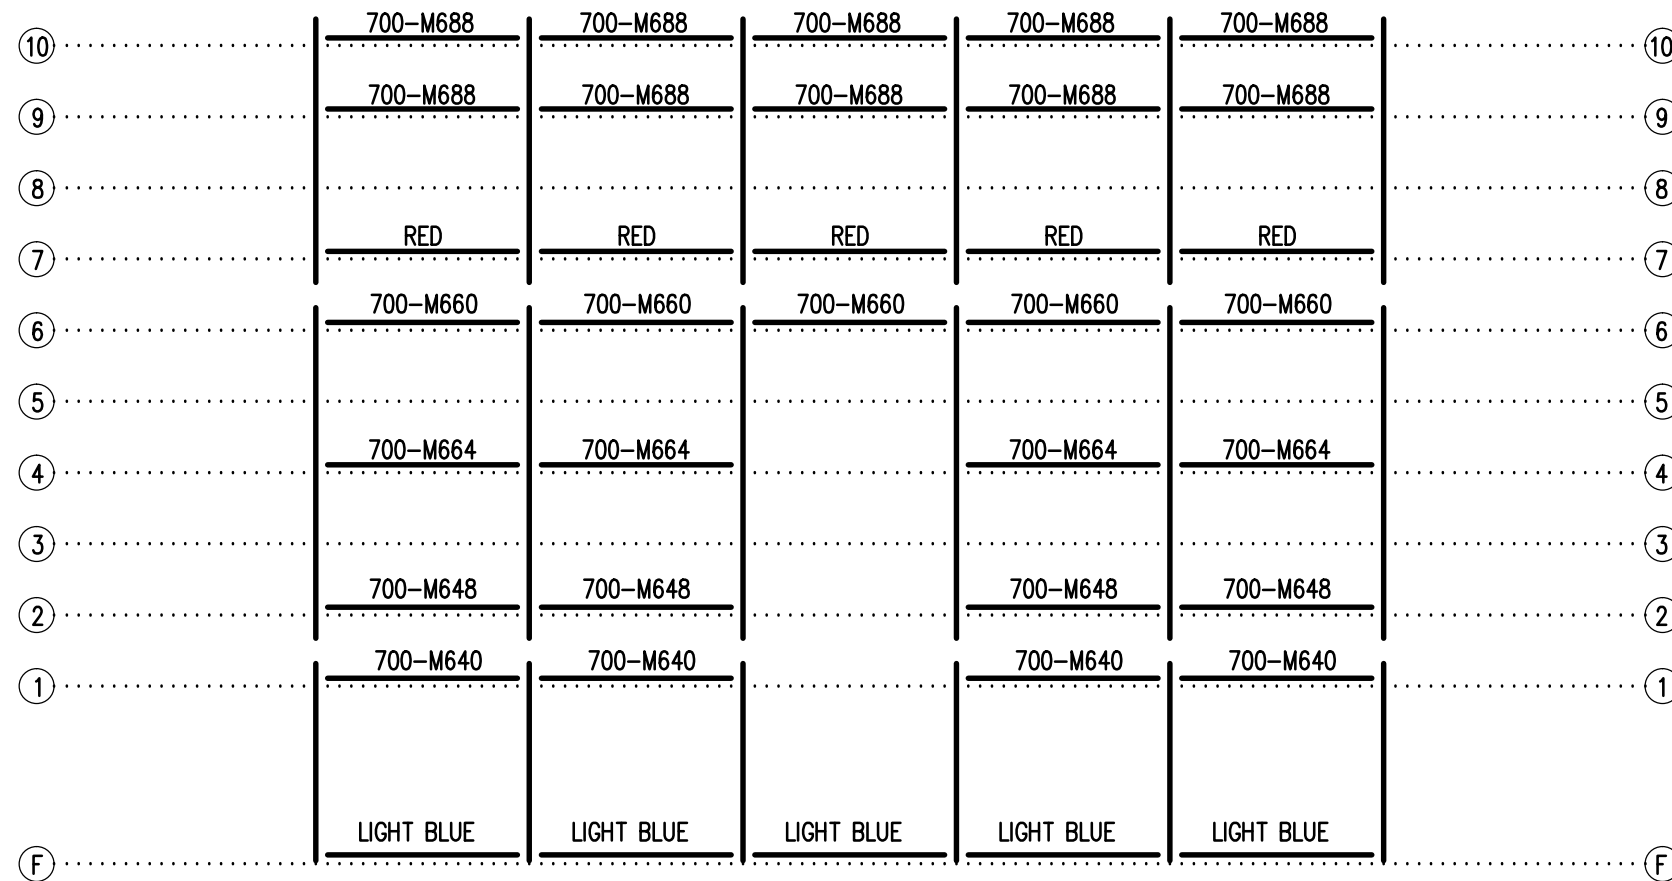 10 700-M688 700-M688 700-M688 700-M688 700-M688 10
9 700-M688 700-M688 700-M688 700-M688 700-M688 9
8 8
7 RED RED RED RED RED 7
6 700-M660 700-M660 700-M660 700-M660 700-M660 6
5 5
4 700-M664 700-M664 700-M664 700-M664 4
3 3
2 700-M648 700-M648 700-M648 700-M648 2
1 700-M640 700-M640 700-M640 700-M640 1
LIGHT BLUE LIGHT BLUE LIGHT BLUE LIGHT BLUE LIGHT BLUE
F F